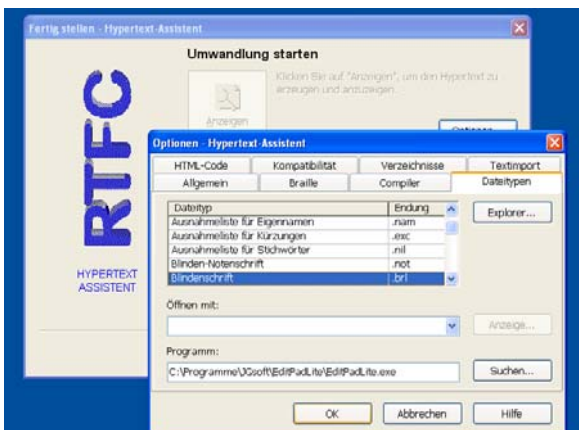 Fertig stellen - Hypertext-Assistent
Umwandlung starten
Klicken Sie auf "Anzeigen", um den Hypertext zu
erzeugen und anzuzeigen.
Anzeigen
RTFC
HYPERTEXT
ASSISTENT
Optionen - Hypertext-Assistent
HTML-Code Kompatibilität Verzeichnisse Textimport
Allgemein Braille Compiler Dateitypen
Dateityp Endung
Explorer...
Ausnahmeliste für Eigennamen .nam
Ausnahmeliste für Kürzungen .exc
Ausnahmeliste für Stichwörter .nil
Blinden-Notenschrift .not
Blindenschrift .brl
Öffnen mit:
Anzeige...
Programm:
C:\Programme\JGsoft\EditPadLite\EditPadLite.exe Suchen...
OK Abbrechen Hilfe